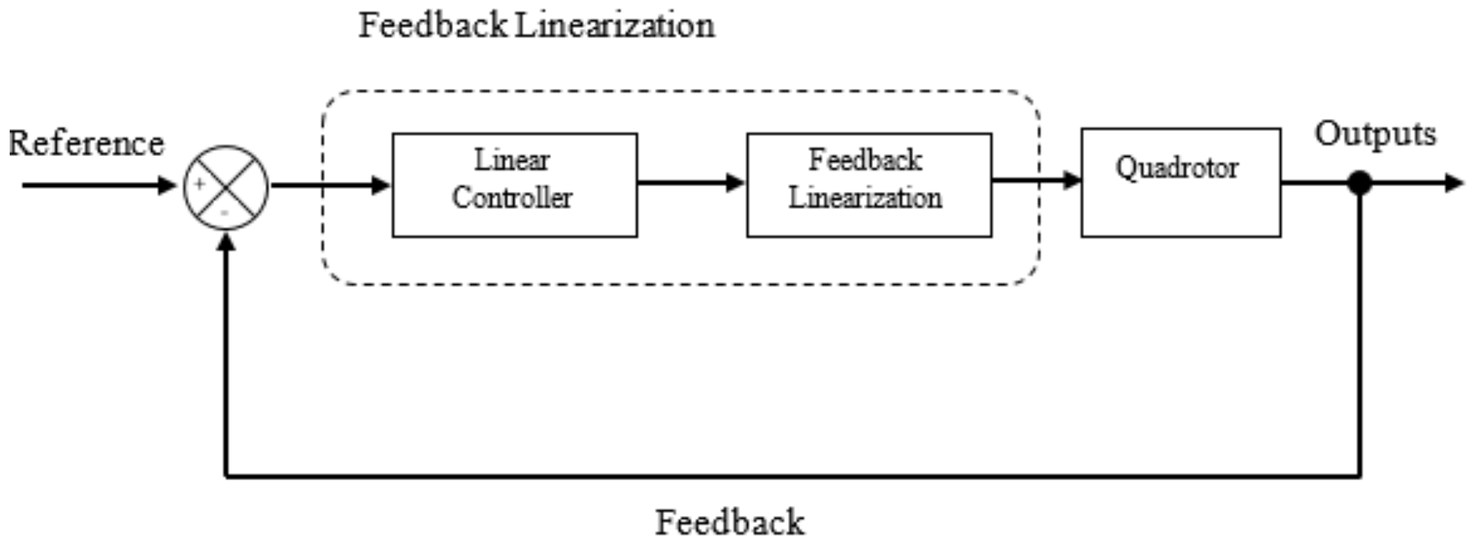 Feedback Linearization
Reference
+
-
Linear
Controller
Feedback
Linearization
Quadrotor
Outputs
Feedback